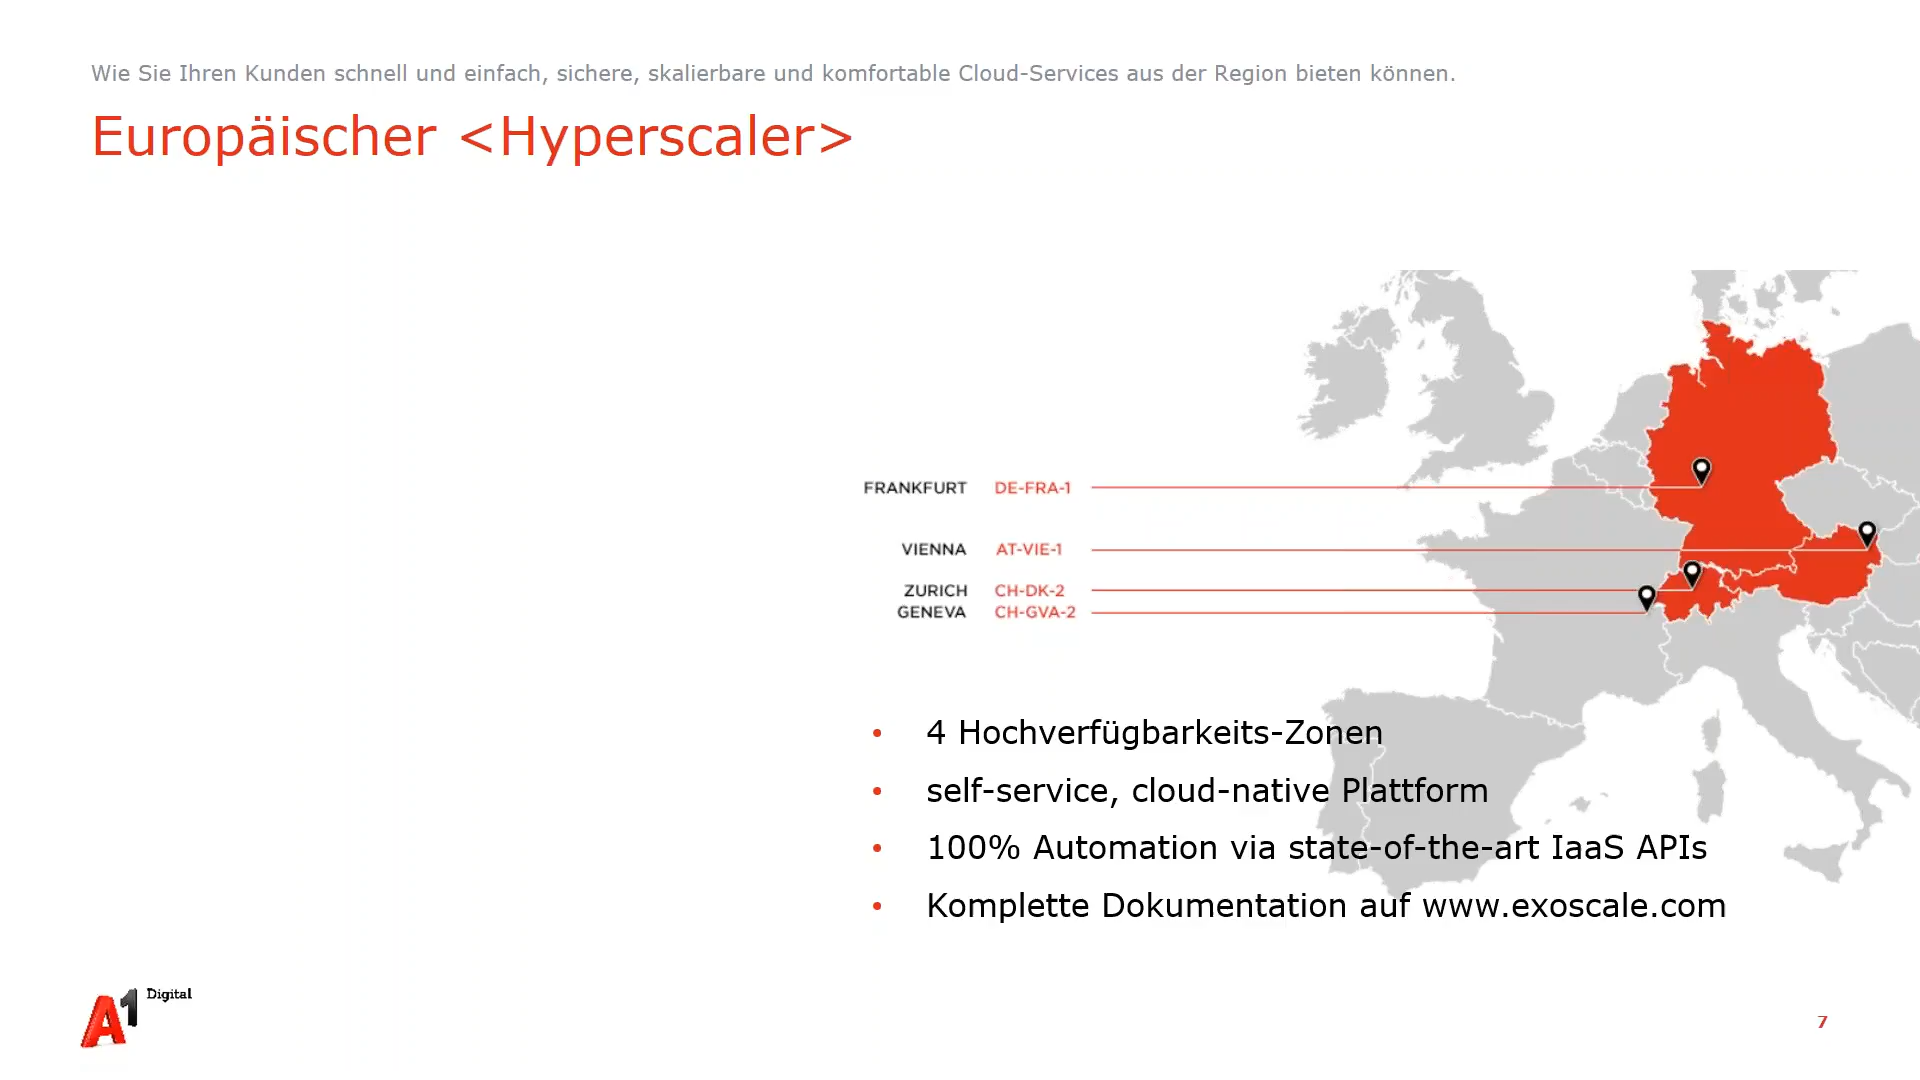 Wie Sie Ihren Kunden schnell und einfach, sichere, skalierbare und komfortable Cloud-Services aus der Region bieten können.
Europäischer <Hyperscaler>
FRANKFURT DE-FRA-1
VIENNA AT-VIE-1
ZURICH CH-DK-2
GENEVA CH-GVA-2
• 4 Hochverfügbarkeits-Zonen
• self-service, cloud-native Plattform
• 100% Automation via state-of-the-art IaaS APIs
• Komplette Dokumentation auf www.exoscale.com
A1 Digital
7